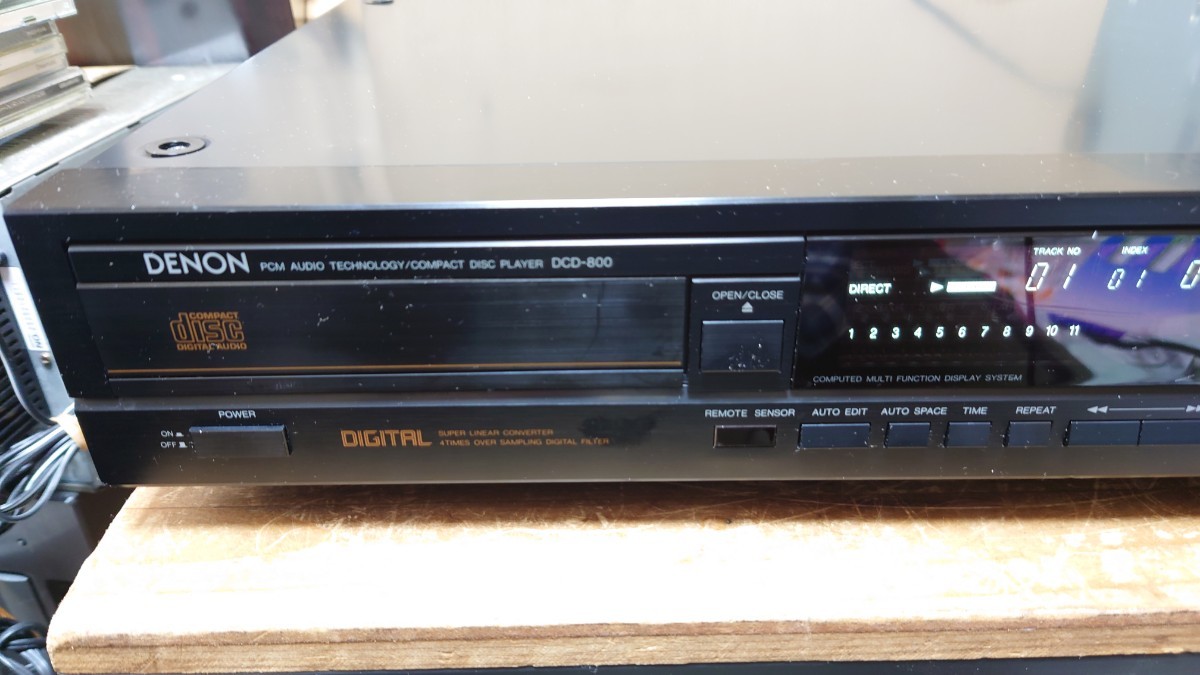 DENON PCM AUDIO TECHNOLOGY/COMPACT DISC PLAYER DCD-800
COMPACT
disc
DIGITAL AUDIO
OPEN/CLOSE
DIRECT
TRACK NO INDEX
01 01 0
1 2 3 4 5 6 7 8 9 10 11
COMPUTED MULTI FUNCTION DISPLAY SYSTEM
POWER
ON
OFF
DIGITAL
SUPER LINEAR CONVERTER
4TIMES OVER SAMPLING DIGITAL FILTER
REMOTE SENSOR
AUTO EDIT
AUTO SPACE
TIME
REPEAT